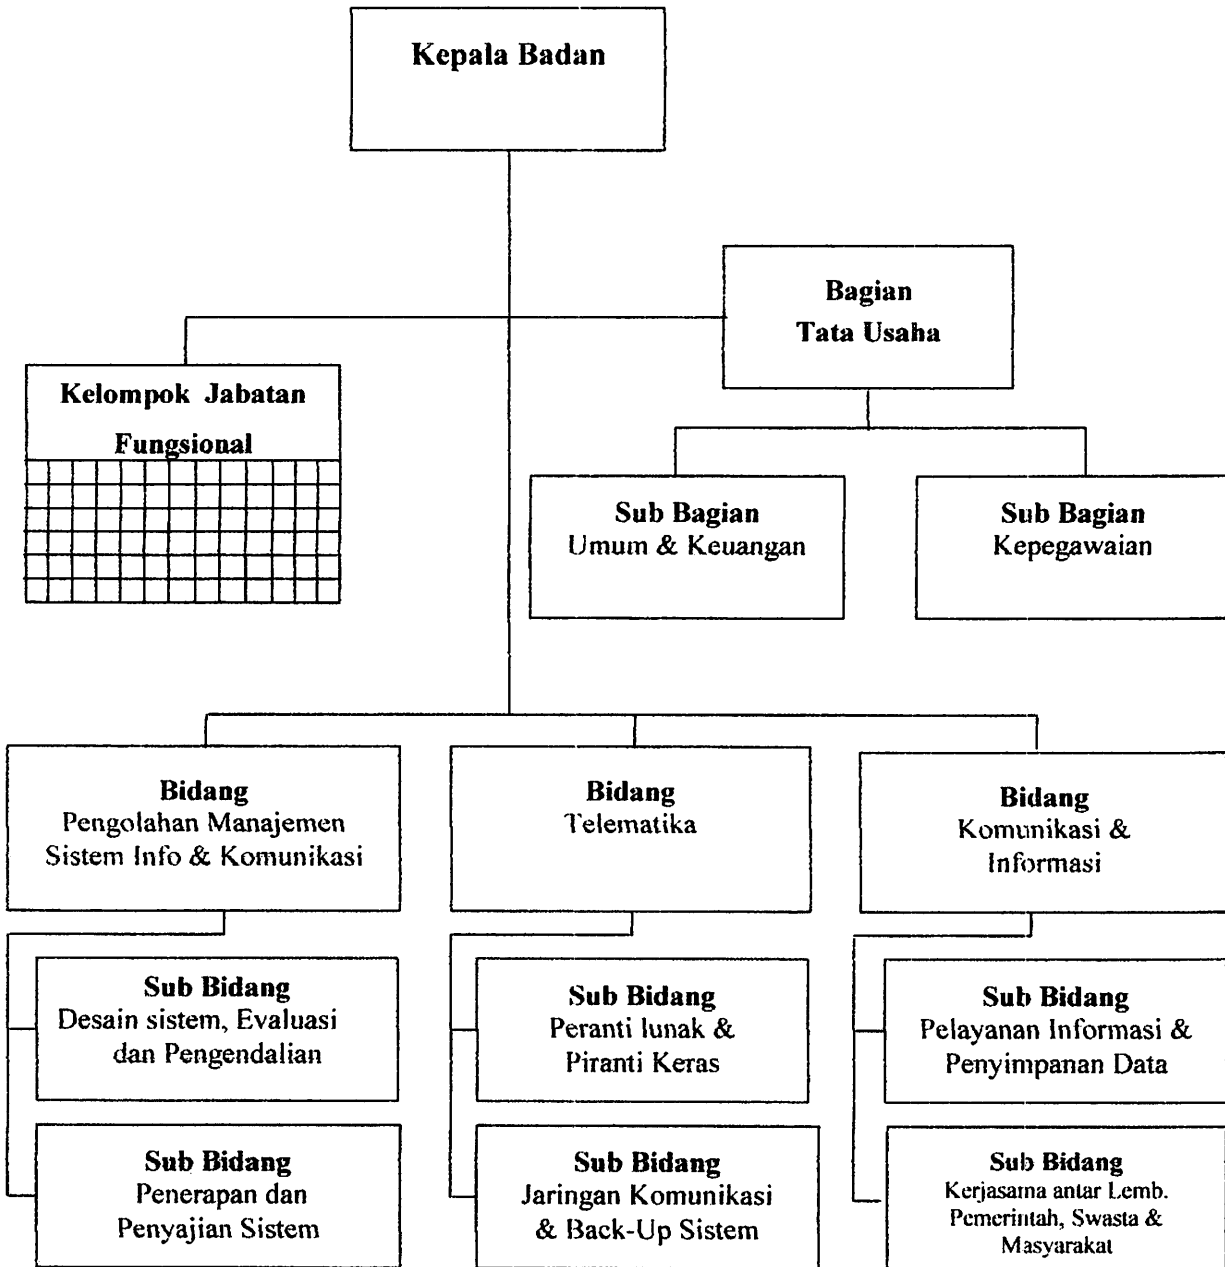 Kepala Badan
Bagian
Tata Usaha
Kelompok Jabatan
Fungsional
Sub Bagian
Umum & Keuangan
Sub Bagian
Kepegawaian
Bidang
Pengolahan Manajemen
Sistem Info & Komunikasi
Bidang
Telematika
Bidang
Komunikasi &
Informasi
Sub Bidang
Desain sistem, Evaluasi
dan Pengendalian
Sub Bidang
Peranti lunak &
Piranti Keras
Sub Bidang
Pelayanan Informasi &
Penyimpanan Data
Sub Bidang
Penerapan dan
Penyajian Sistem
Sub Bidang
Jaringan Komunikasi
& Back-Up Sistem
Sub Bidang
Kerjasama antar Lemb.
Pemerintah, Swasta &
Masyarakat